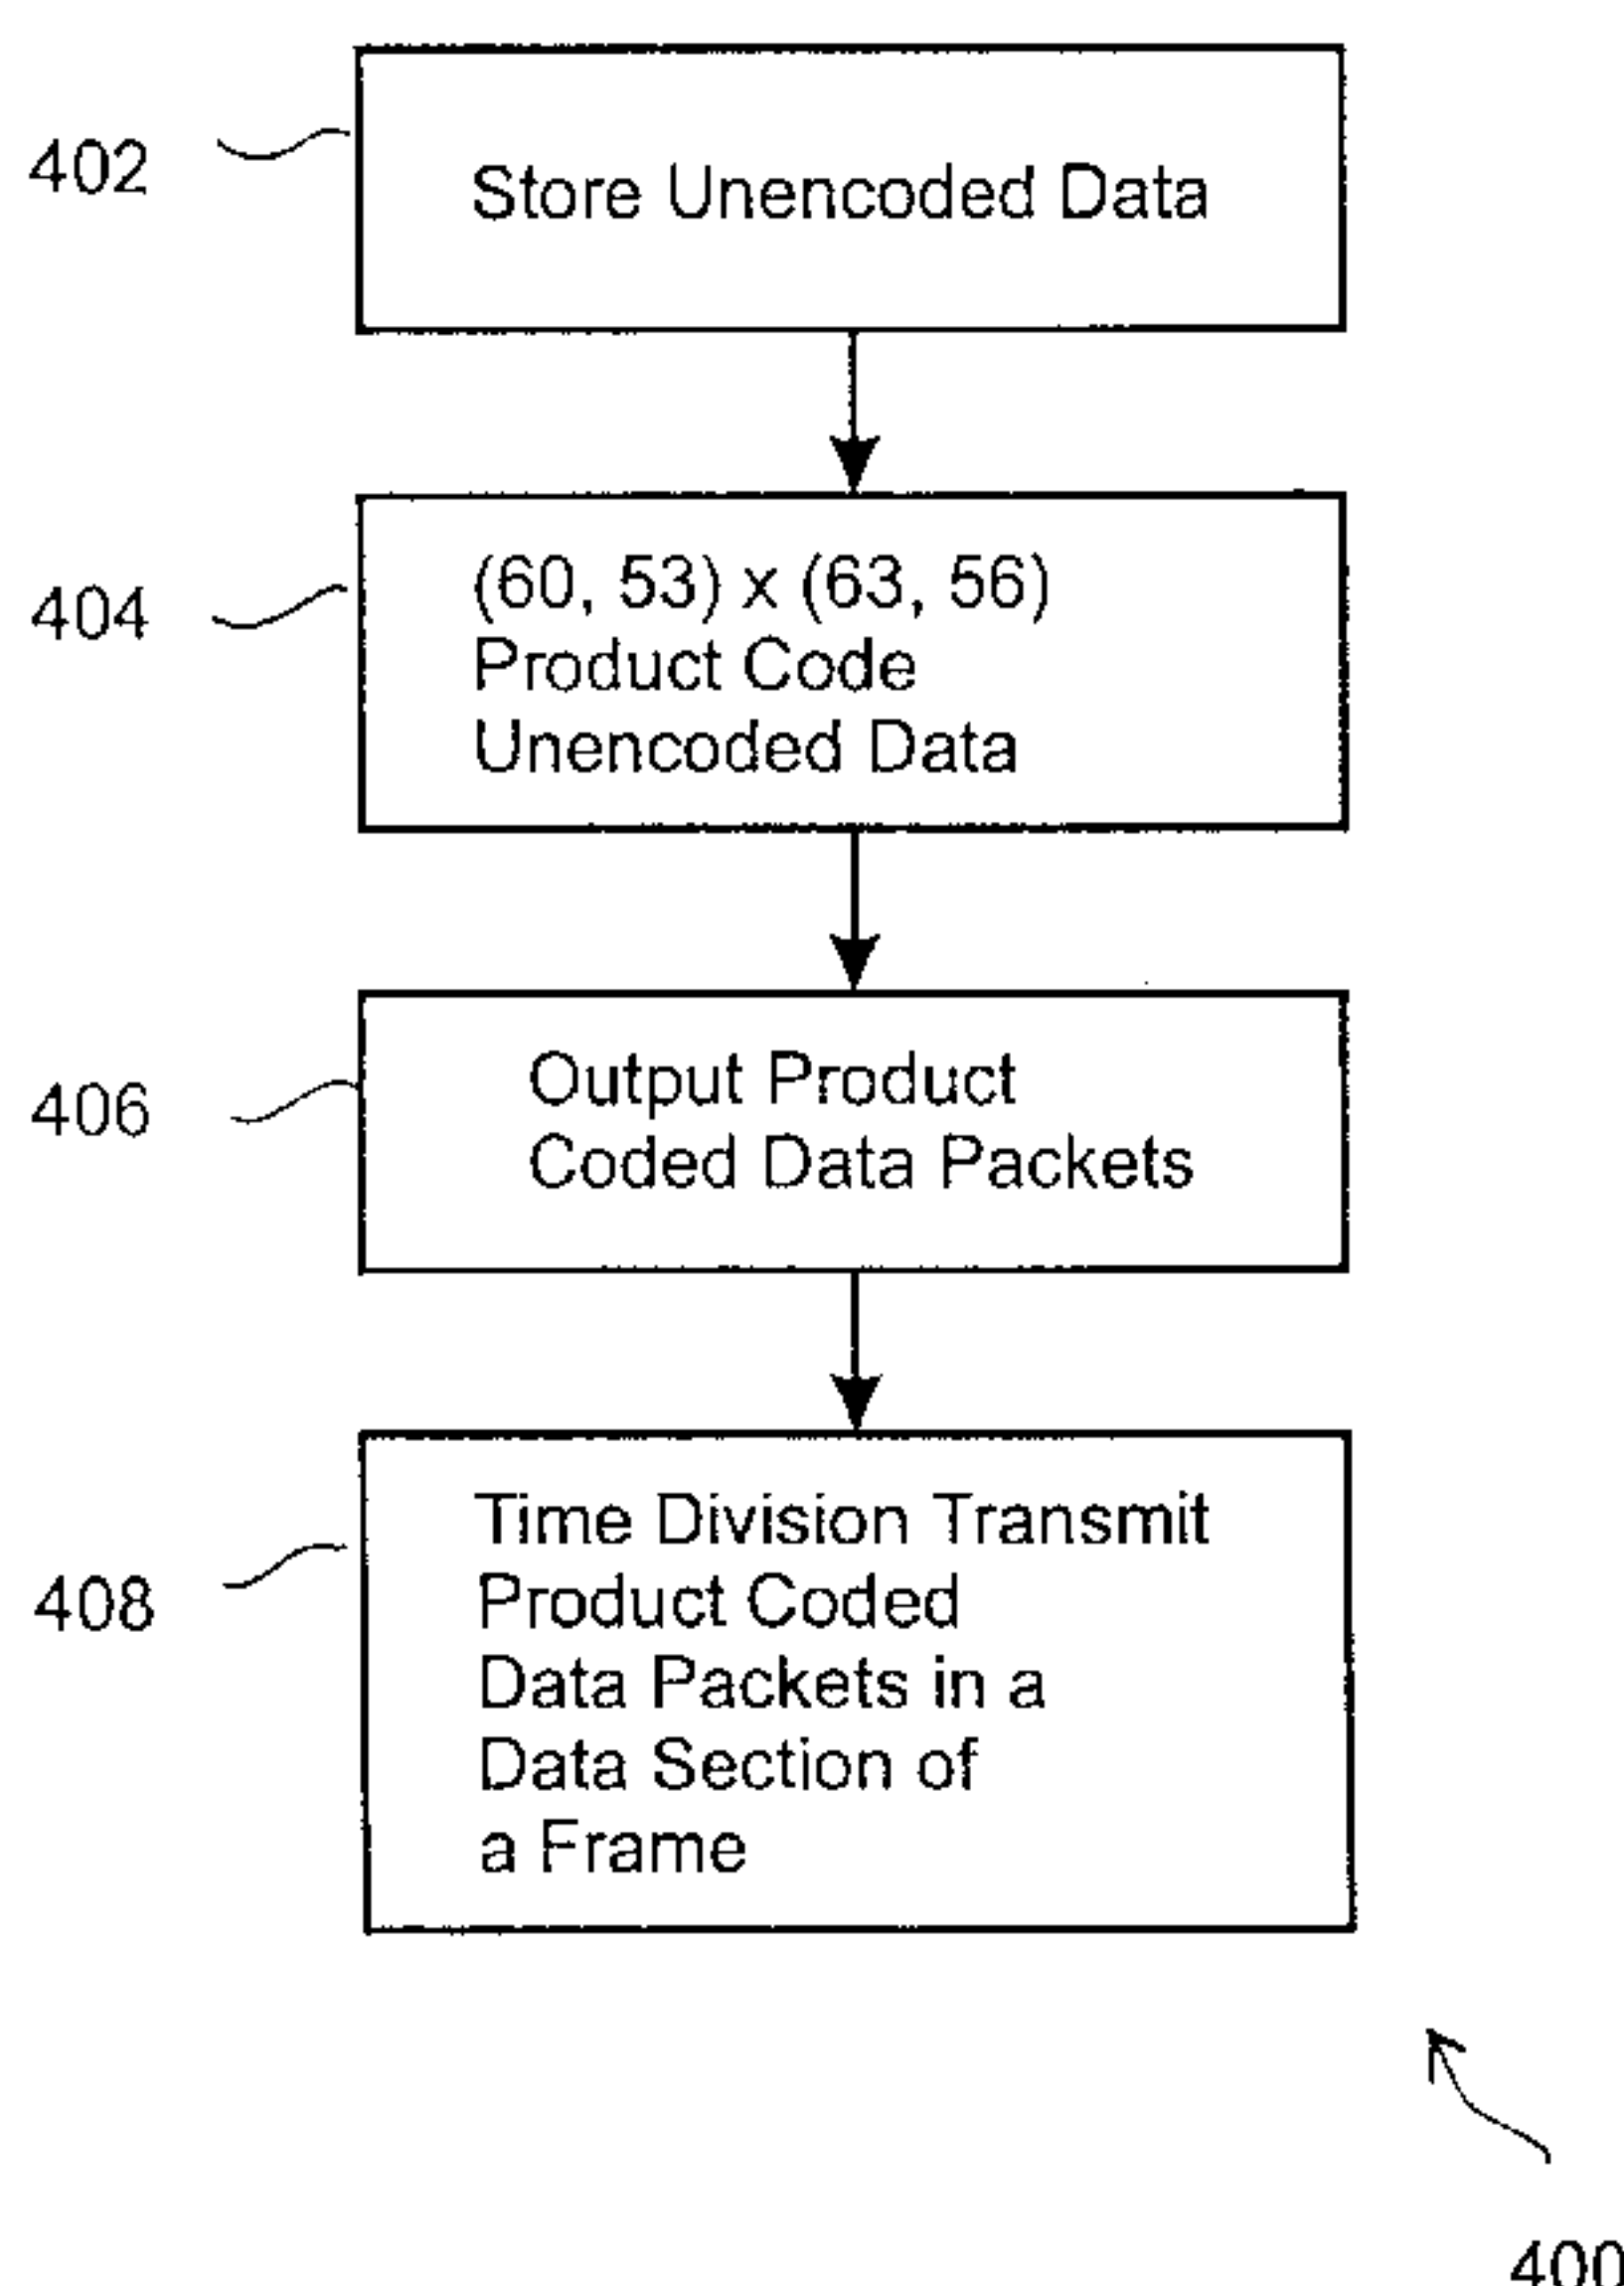 402
Store Unencoded Data
404
(60, 53) x (63, 56)
Product Code
Unencoded Data
406
Output Product
Coded Data Packets
408
Time Division Transmit
Product Coded
Data Packets in a
Data Section of
a Frame
400